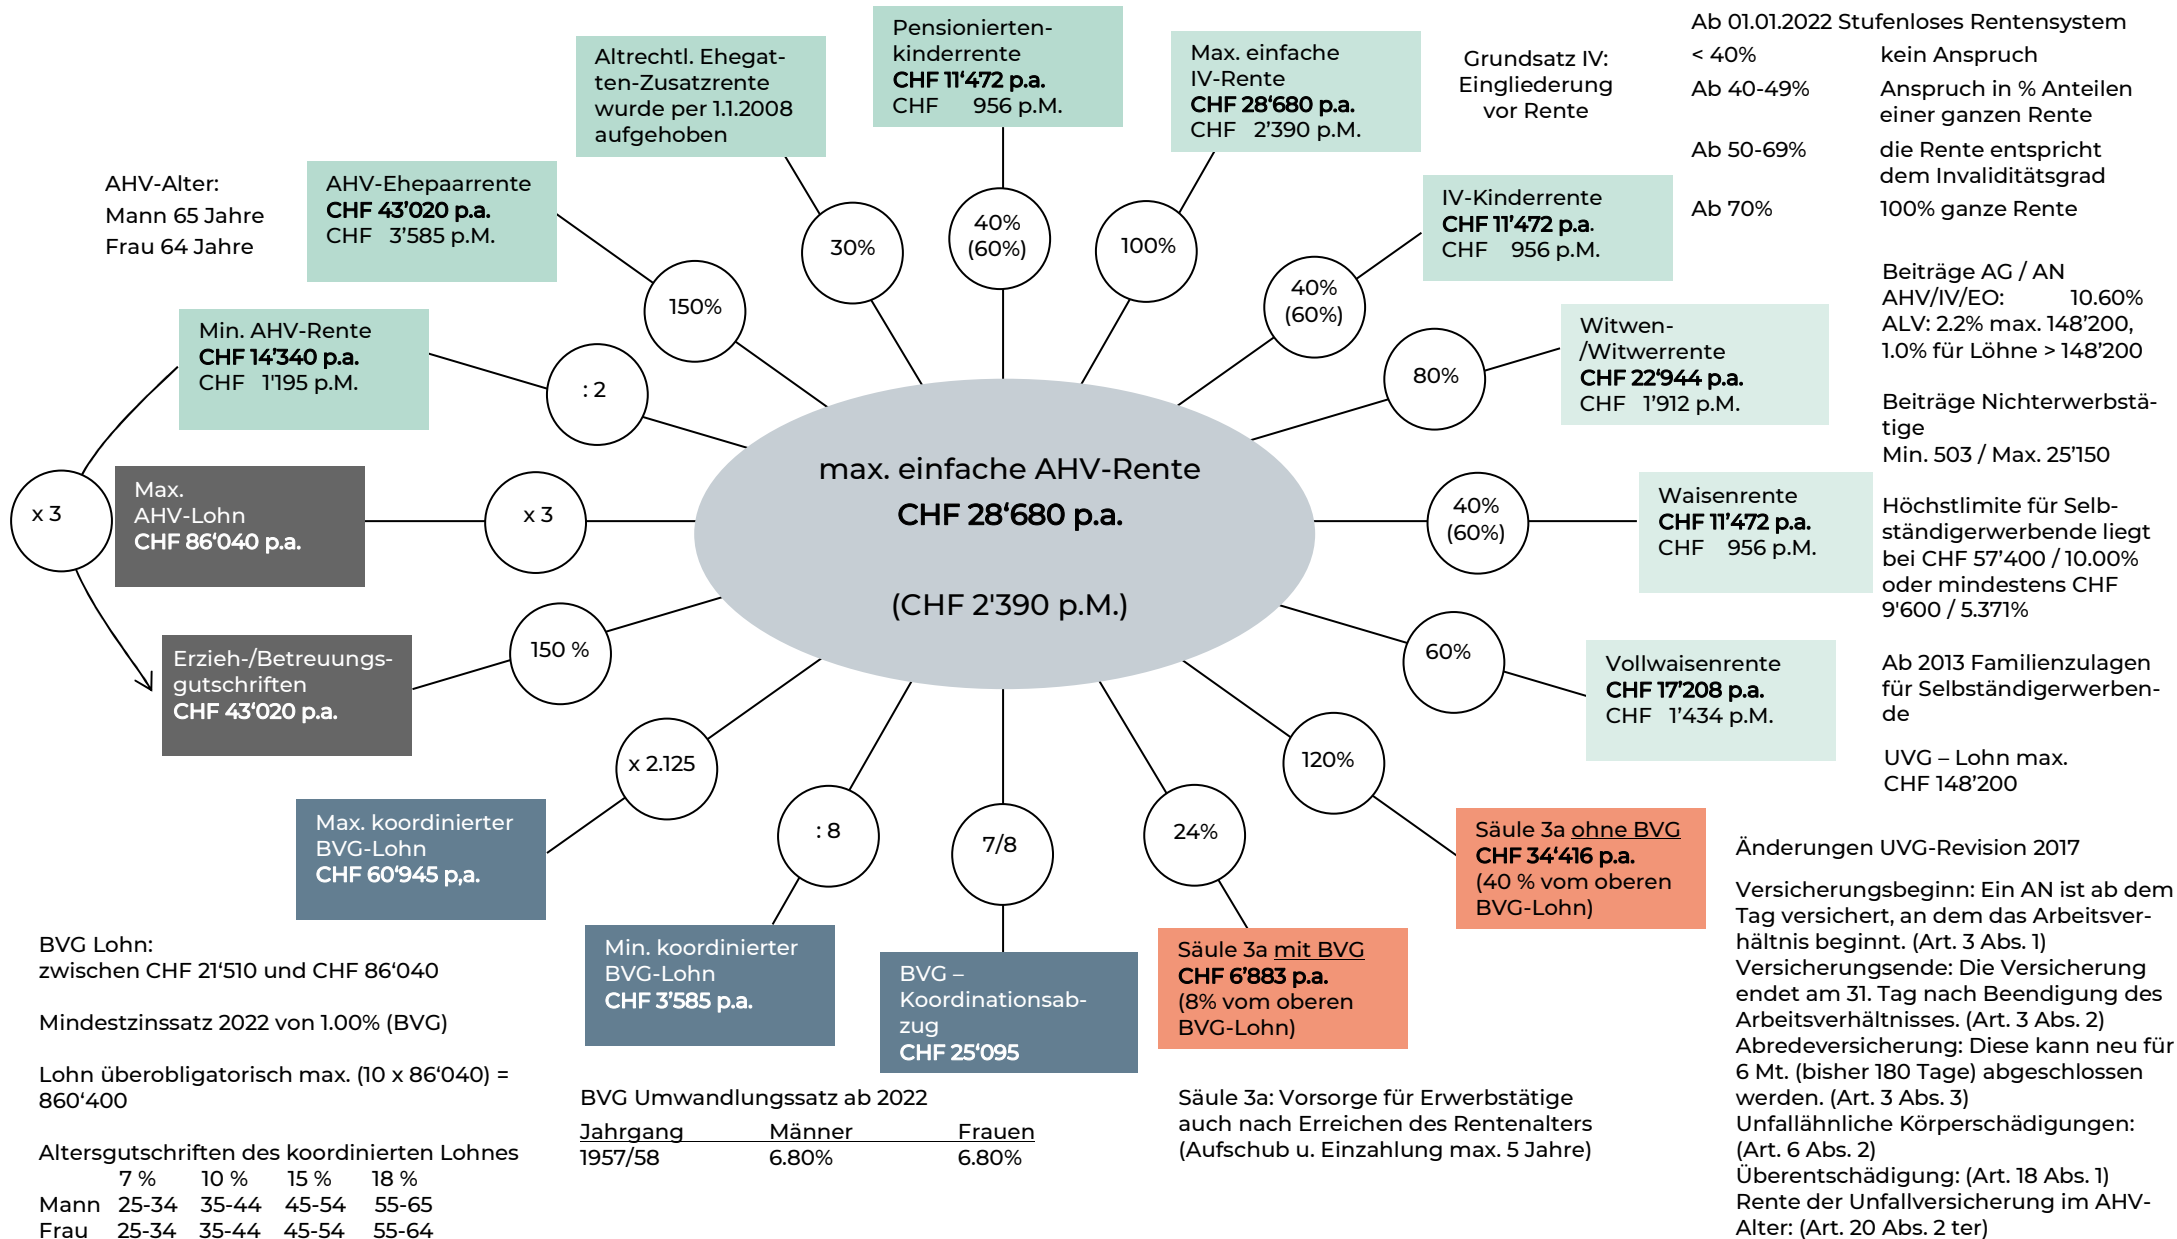 Ab 01.01.2022 Stufenloses Rentensystem
< 40% kein Anspruch
Ab 40-49% Anspruch in % Anteilen
einer ganzen Rente
Ab 50-69% die Rente entspricht
dem Invaliditätsgrad
Ab 70% 100% ganze Rente
Grundsatz IV:
Eingliederung
vor Rente
Max. einfache
IV-Rente
CHF 28‘680 p.a.
CHF 2’390 p.M.
100%
Pensionierten-
kinderrente
CHF 11‘472 p.a.
CHF 956 p.M.
40%
(60%)
Altrechtl. Ehegat-
ten-Zusatzrente
wurde per 1.1.2008
aufgehoben
30%
AHV-Alter:
Mann 65 Jahre
Frau 64 Jahre
AHV-Ehepaarrente
CHF 43’020 p.a.
CHF 3’585 p.M.
150%
Min. AHV-Rente
CHF 14’340 p.a.
CHF 1'195 p.M.
: 2
x 3
Max.
AHV-Lohn
CHF 86‘040 p.a.
x 3
Erzieh-/Betreuungs-
gutschriften
CHF 43‘020 p.a.
150 %
max. einfache AHV-Rente
CHF 28‘680 p.a.
(CHF 2'390 p.M.)
IV-Kinderrente
CHF 11’472 p.a.
CHF 956 p.M.
40%
(60%)
Witwen-
/Witwerrente
CHF 22‘944 p.a.
CHF 1’912 p.M.
80%
Waisenrente
CHF 11’472 p.a.
CHF 956 p.M.
40%
(60%)
Vollwaisenrente
CHF 17’208 p.a.
CHF 1’434 p.M.
60%
Säule 3a ohne BVG
CHF 34‘416 p.a.
(40 % vom oberen
BVG-Lohn)
120%
Säule 3a mit BVG
CHF 6’883 p.a.
(8% vom oberen
BVG-Lohn)
24%
BVG –
Koordinationsab-
zug
CHF 25‘095
7/8
Min. koordinierter
BVG-Lohn
CHF 3’585 p.a.
: 8
Max. koordinierter
BVG-Lohn
CHF 60‘945 p,a.
x 2.125
Beiträge AG / AN
AHV/IV/EO: 10.60%
ALV: 2.2% max. 148’200,
1.0% für Löhne > 148’200
Beiträge Nichterwerbstä-
tige
Min. 503 / Max. 25’150
Höchstlimite für Selb-
ständigerwerbende liegt
bei CHF 57’400 / 10.00%
oder mindestens CHF
9'600 / 5.371%
Ab 2013 Familienzulagen
für Selbständigerwerben-
de
UVG – Lohn max.
CHF 148’200
Änderungen UVG-Revision 2017
Versicherungsbeginn: Ein AN ist ab dem
Tag versichert, an dem das Arbeitsver-
hältnis beginnt. (Art. 3 Abs. 1)
Versicherungsende: Die Versicherung
endet am 31. Tag nach Beendigung des
Arbeitsverhältnisses. (Art. 3 Abs. 2)
Abredeversicherung: Diese kann neu für
6 Mt. (bisher 180 Tage) abgeschlossen
werden. (Art. 3 Abs. 3)
Unfallähnliche Körperschädigungen:
(Art. 6 Abs. 2)
Überentschädigung: (Art. 18 Abs. 1)
Rente der Unfallversicherung im AHV-
Alter: (Art. 20 Abs. 2 ter)
BVG Lohn:
zwischen CHF 21‘510 und CHF 86‘040
Mindestzinssatz 2022 von 1.00% (BVG)
Lohn überobligatorisch max. (10 x 86‘040) =
860‘400
Altersgutschriften des koordinierten Lohnes
7 % 10 % 15 % 18 %
Mann 25-34 35-44 45-54 55-65
Frau 25-34 35-44 45-54 55-64
BVG Umwandlungssatz ab 2022
Jahrgang Männer Frauen
1957/58 6.80% 6.80%
Säule 3a: Vorsorge für Erwerbstätige
auch nach Erreichen des Rentenalters
(Aufschub u. Einzahlung max. 5 Jahre)